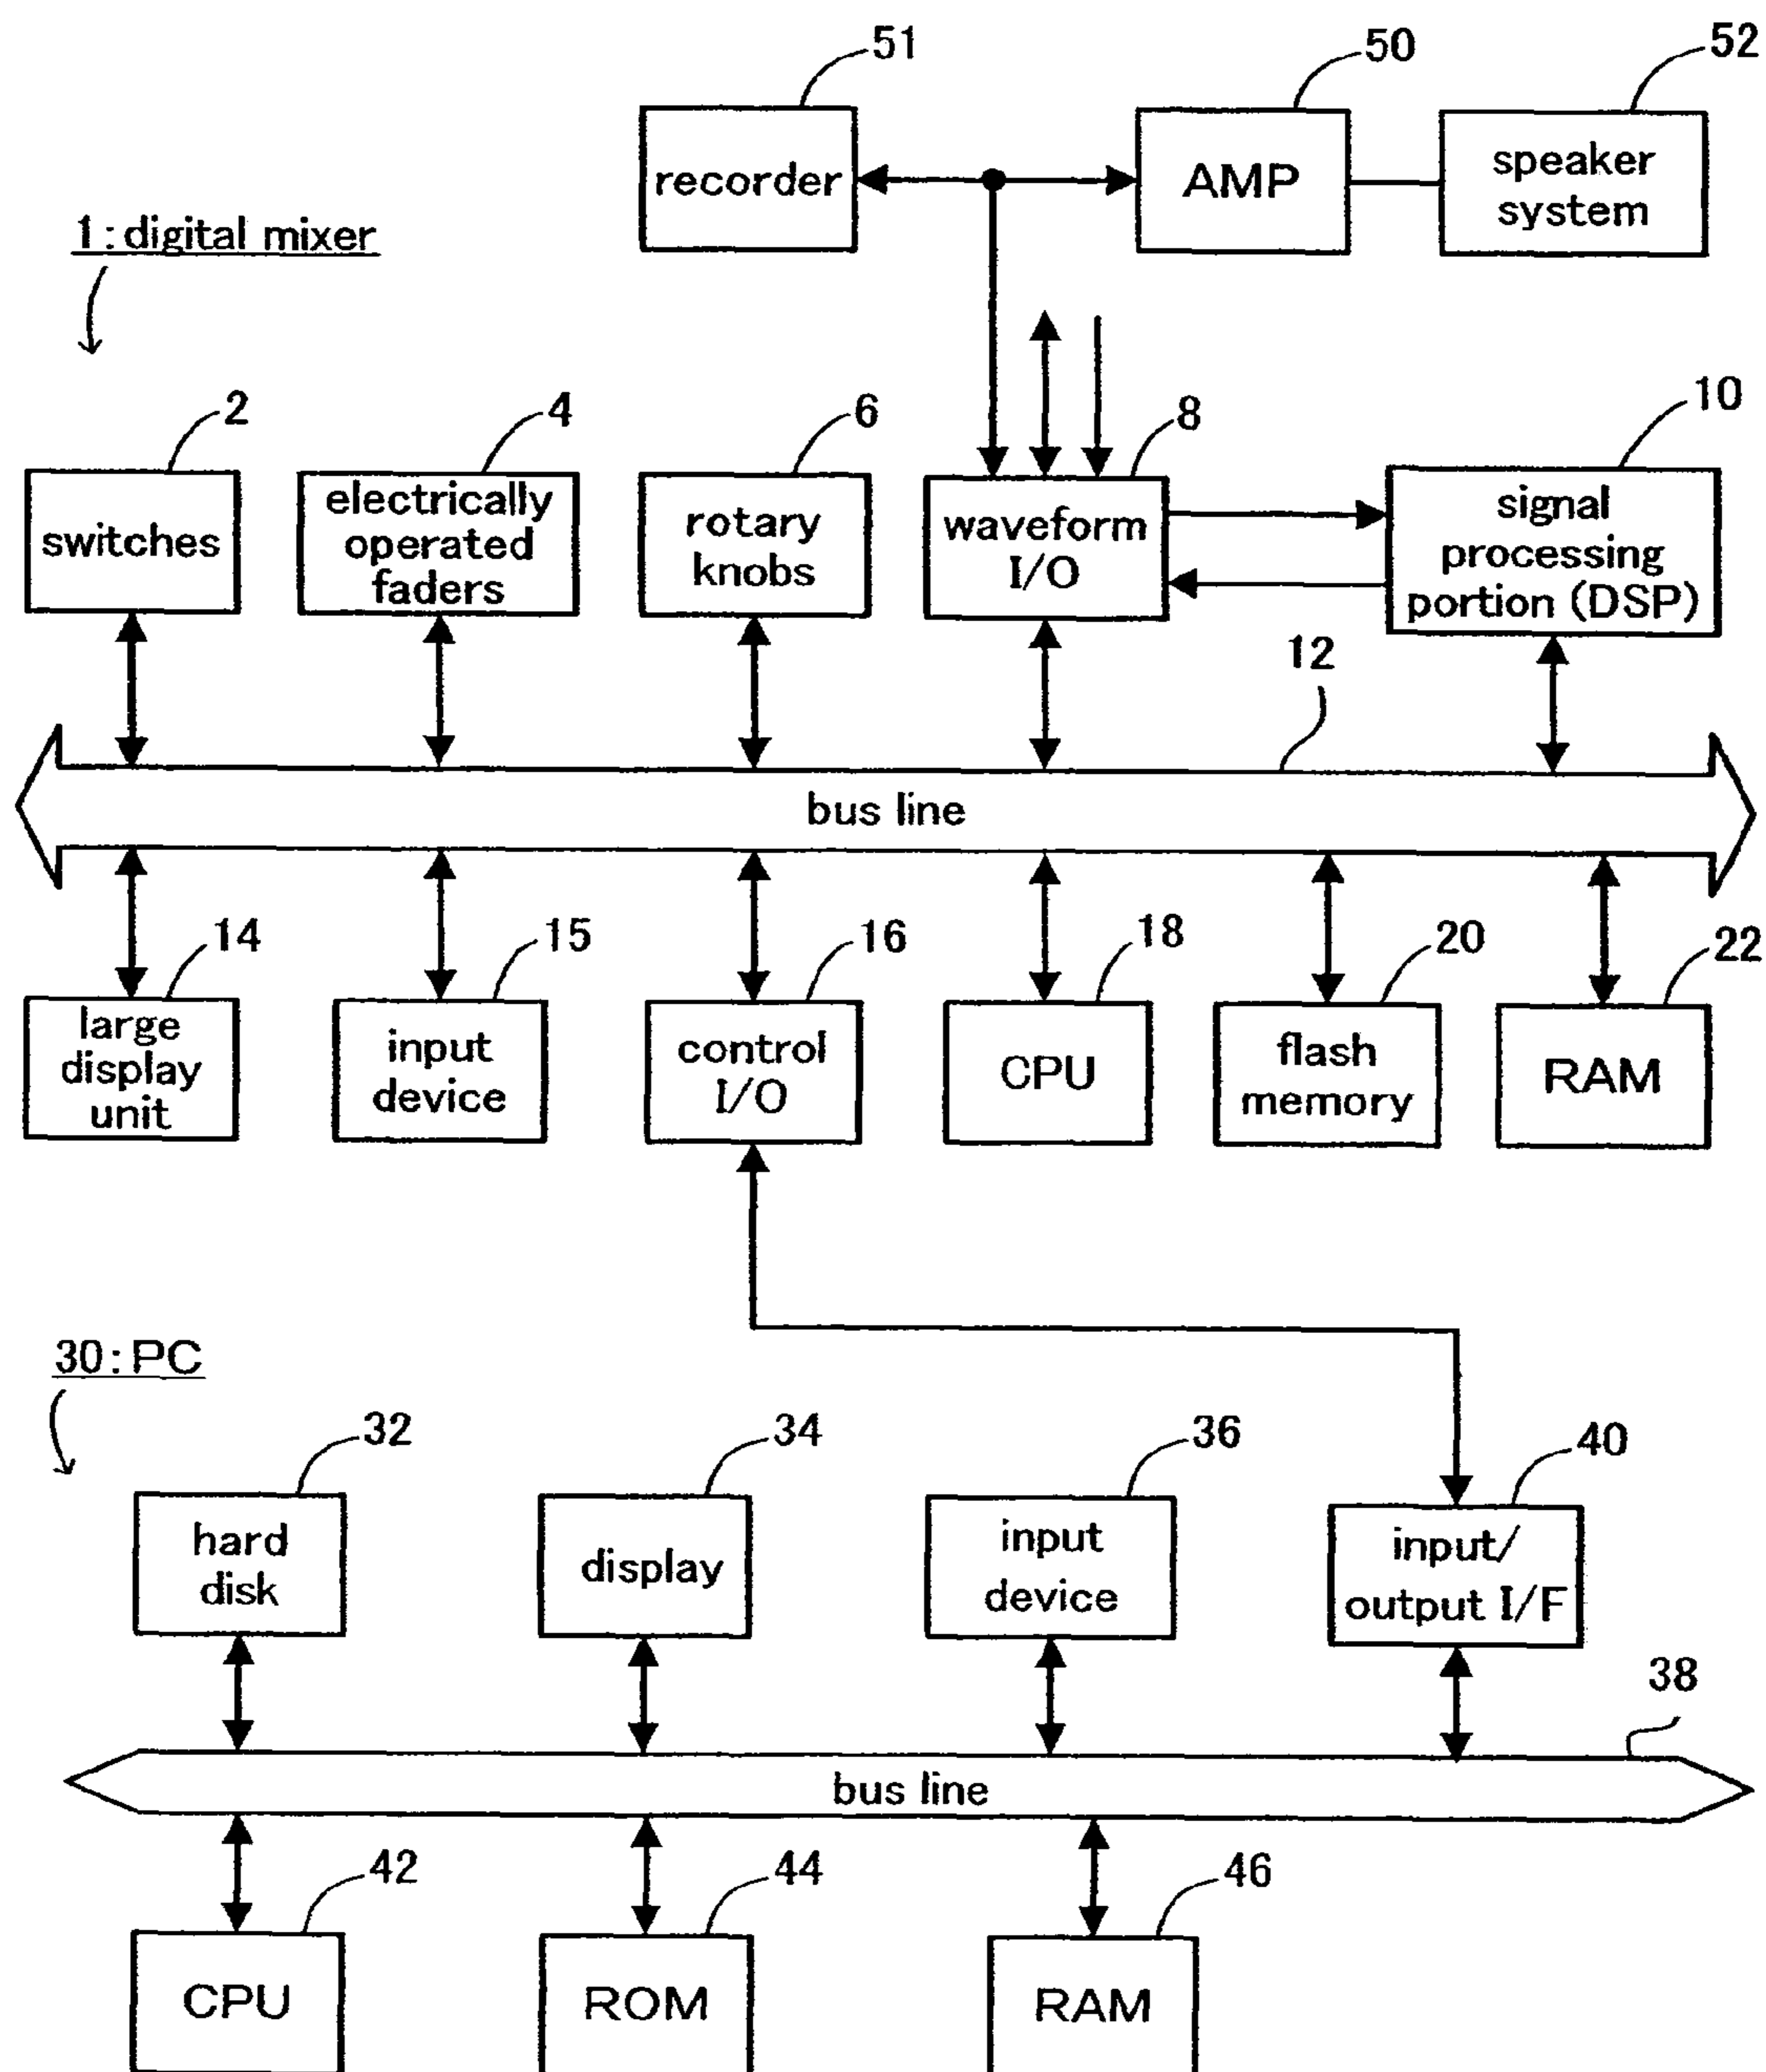 51
50
52
recorder
AMP
speaker
system
1:digital mixer
2
4
6
8
10
switches
electrically
operated
faders
rotary
knobs
waveform
I/O
signal
processing
portion (DSP)
12
bus line
14
15
16
18
20
22
large
display
unit
input
device
control
I/O
CPU
flash
memory
RAM
30:PC
32
34
36
40
hard
disk
display
input
device
input/
output I/F
38
bus line
42
44
46
CPU
ROM
RAM